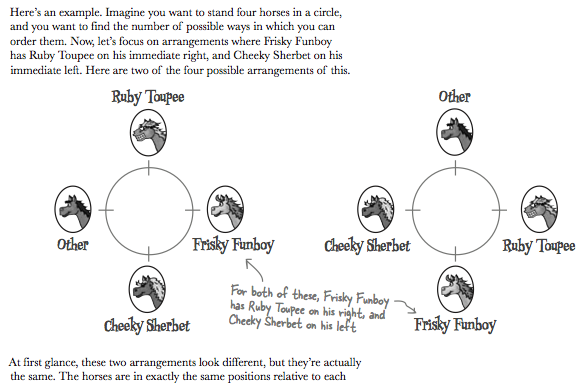 Here's an example. Imagine you want to stand four horses in a circle,
and you want to find the number of possible ways in which you can
order them. Now, let's focus on arrangements where Frisky Funboy
has Ruby Toupee on his immediate right, and Cheeky Sherbet on his
immediate left. Here are two of the four possible arrangements of this.
Ruby Toupee
Other
Other
Frisky Funboy
Cheeky Sherbet
Ruby Toupee
Cheeky Sherbet
For both of these, Frisky Funboy
has Ruby Toupee on his right, and
Cheeky Sherbet on his left
Frisky Funboy
At first glance, these two arrangements look different, but they're actually
the same. The horses are in exactly the same positions relative to each